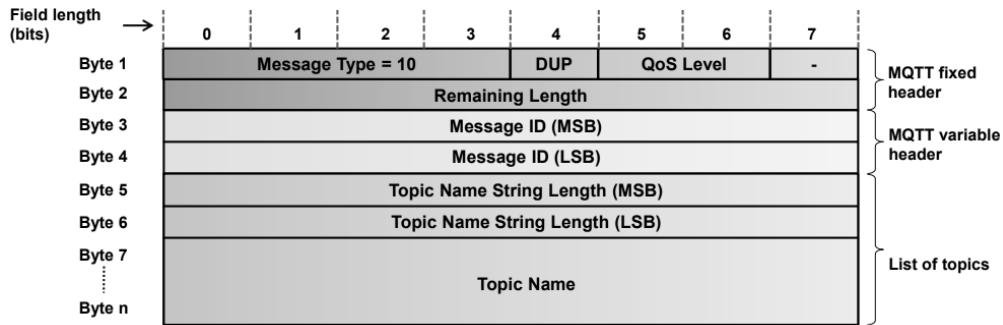 Field length
(bits)
0 1 2 3 4 5 6 7
Byte 1 Message Type = 10 DUP QoS Level -
MQTT fixed
header
Byte 2 Remaining Length
Byte 3 Message ID (MSB)
MQTT variable
header
Byte 4 Message ID (LSB)
Byte 5 Topic Name String Length (MSB)
Byte 6 Topic Name String Length (LSB)
Byte 7
List of topics
Topic Name
Byte n